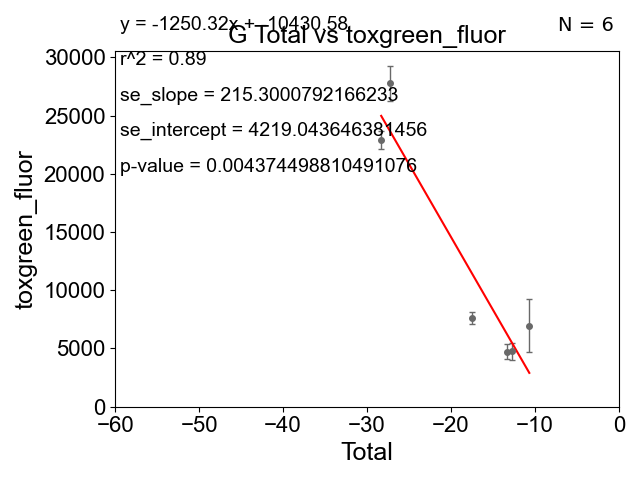 y = -1250.32x + -10430.58
N = 6
G Total vs toxgreen_fluor
r^2 = 0.89
se_slope = 215.3000792166233
se_intercept = 4219.043646381456
p-value = 0.004374498810491076
30000
25000
20000
15000
10000
5000
0
toxgreen_fluor
−60
−50
−40
−30
−20
−10
0
Total